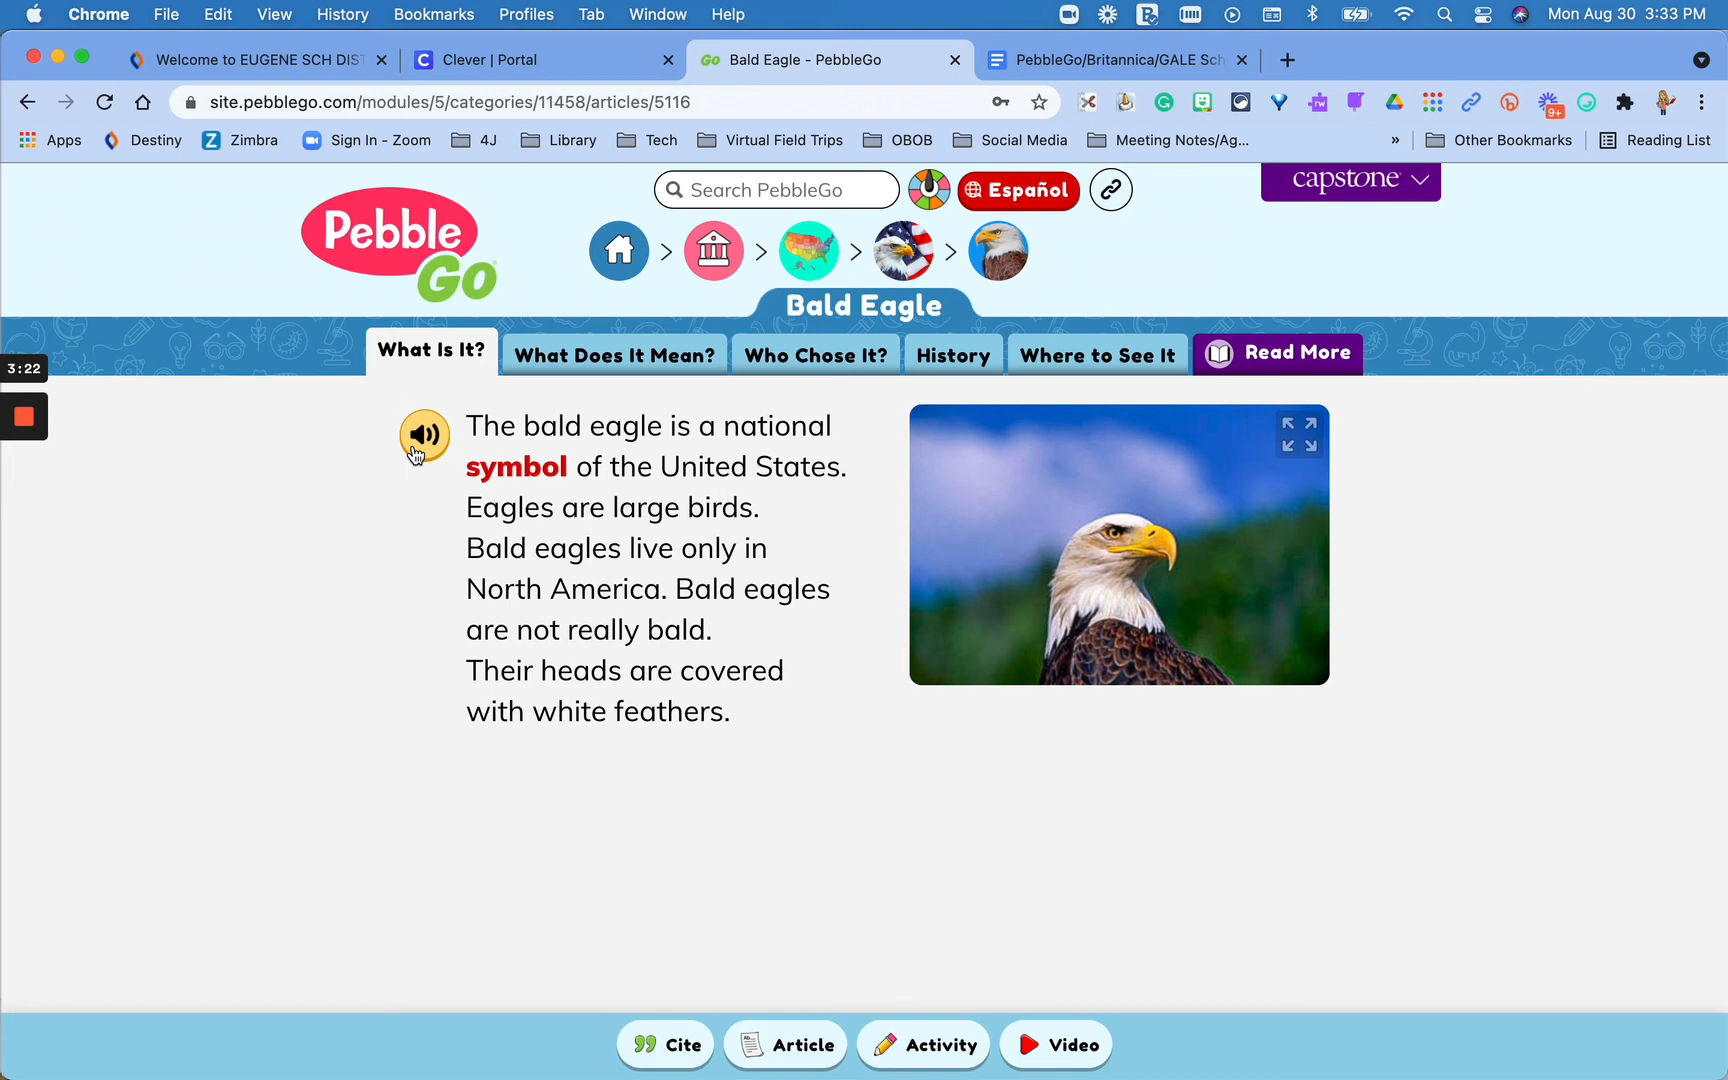 Chrome File Edit View History Bookmarks Profiles Tab Window Help Mon Aug 30 3:33 PM
Welcome to EUGENE SCH DIST Clever | Portal Bald Eagle - PebbleGo PebbleGo/Britannica/GALE Sch
site.pebblego.com/modules/5/categories/11458/articles/5116 9+
Apps Destiny Zimbra Sign In - Zoom 4J Library Tech Virtual Field Trips OBOB Social Media Meeting Notes/Ag... » Other Bookmarks Reading List
Search PebbleGo Español capstone
Pebble
Go
Bald Eagle
What Is It? What Does It Mean? Who Chose It? History Where to See It Read More
3:22
The bald eagle is a national
symbol of the United States.
Eagles are large birds.
Bald eagles live only in
North America. Bald eagles
are not really bald.
Their heads are covered
with white feathers.
Cite Article Activity Video